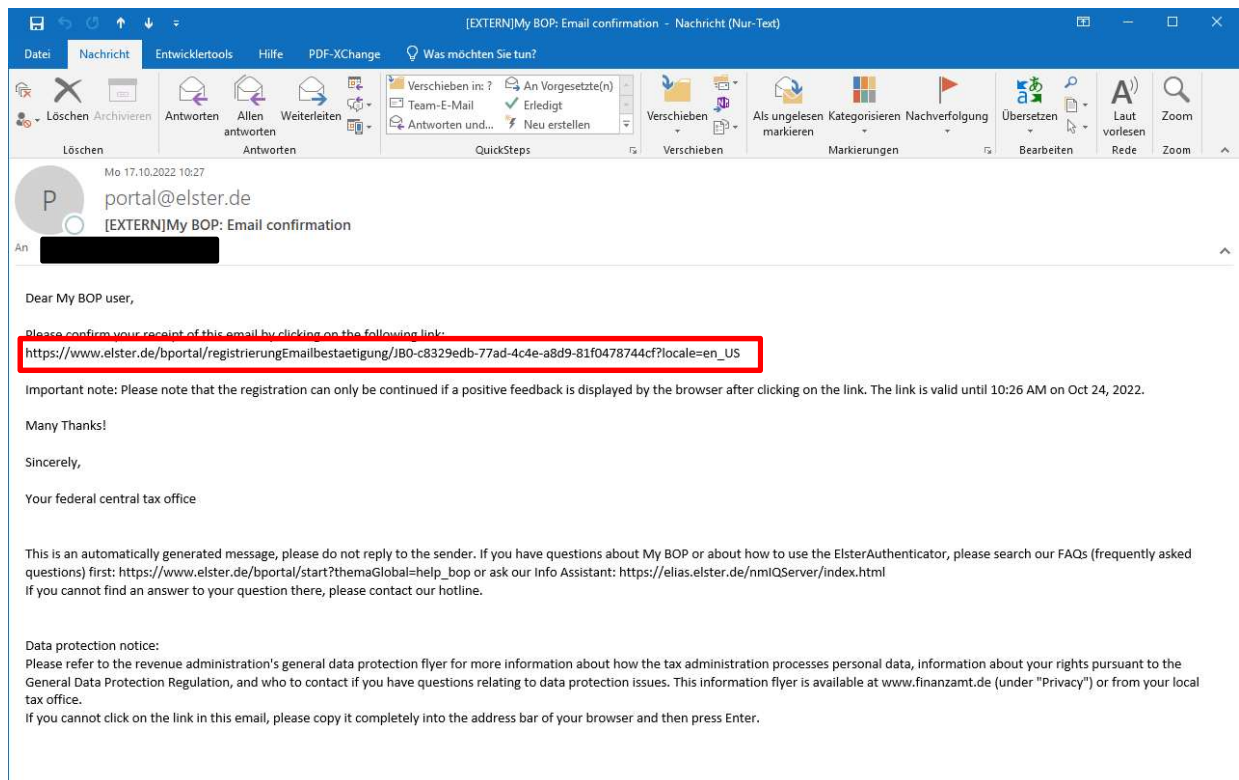 [EXTERN]My BOP: Email confirmation - Nachricht (Nur-Text)
Datei Nachricht Entwicklertools Hilfe PDF-XChange Was möchten Sie tun?
Löschen Archivieren Antworten Allen antworten Weiterleiten
Verschieben in: ? An Vorgesetzte(n)
Team-E-Mail Erledigt
Antworten und... Neu erstellen
Verschieben Als ungelesen markieren Kategorisieren Nachverfolgung Übersetzen Laut vorlesen Zoom
Löschen Antworten QuickSteps Verschieben Markierungen Bearbeiten Rede Zoom
Mo 17.10.2022 10:27
P
portal@elster.de
[EXTERN]My BOP: Email confirmation
An
Dear My BOP user,
Please confirm your receipt of this email by clicking on the following link:
https://www.elster.de/bportal/registrierungEmailbestaetigung/JB0-c8329edb-77ad-4c4e-a8d9-81f0478744cf?locale=en_US
Important note: Please note that the registration can only be continued if a positive feedback is displayed by the browser after clicking on the link. The link is valid until 10:26 AM on Oct 24, 2022.
Many Thanks!
Sincerely,
Your federal central tax office
This is an automatically generated message, please do not reply to the sender. If you have questions about My BOP or about how to use the ElsterAuthenticator, please search our FAQs (frequently asked
questions) first: https://www.elster.de/bportal/start?themaGlobal=help_bop or ask our Info Assistant: https://elias.elster.de/nmIQServer/index.html
If you cannot find an answer to your question there, please contact our hotline.
Data protection notice:
Please refer to the revenue administration's general data protection flyer for more information about how the tax administration processes personal data, information about your rights pursuant to the
General Data Protection Regulation, and who to contact if you have questions relating to data protection issues. This information flyer is available at www.finanzamt.de (under "Privacy") or from your local
tax office.
If you cannot click on the link in this email, please copy it completely into the address bar of your browser and then press Enter.